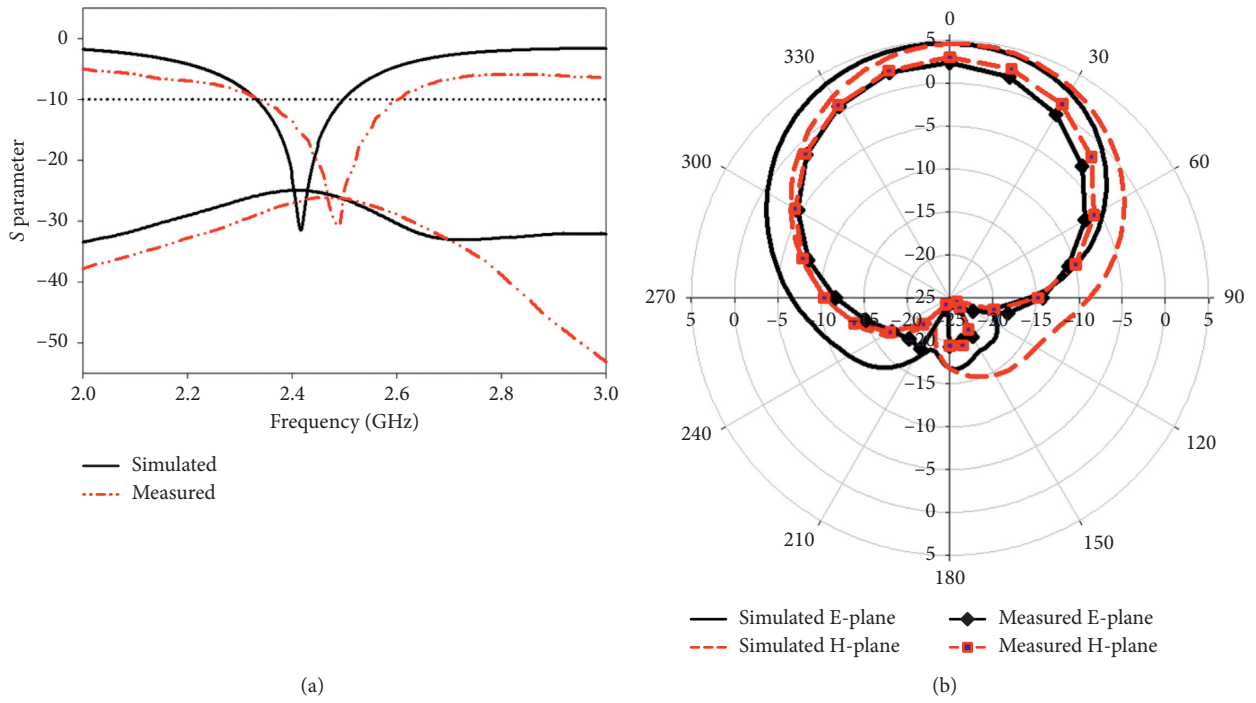 0
−10
−20
−30
−40
−50
S parameter
2.0 2.2 2.4 2.6 2.8 3.0
Frequency (GHz)
Simulated
Measured
(a)
0
330 30
300 60
270 90
240 120
210 150
180
5
0
−5
−10
−15
−20
−25
−20
−15
−10
−5
0
5
5 0 −5 −10 −15 −20 −25 −20 −15 −10 −5 0 5
Simulated E-plane
Simulated H-plane
Measured E-plane
Measured H-plane
(b)